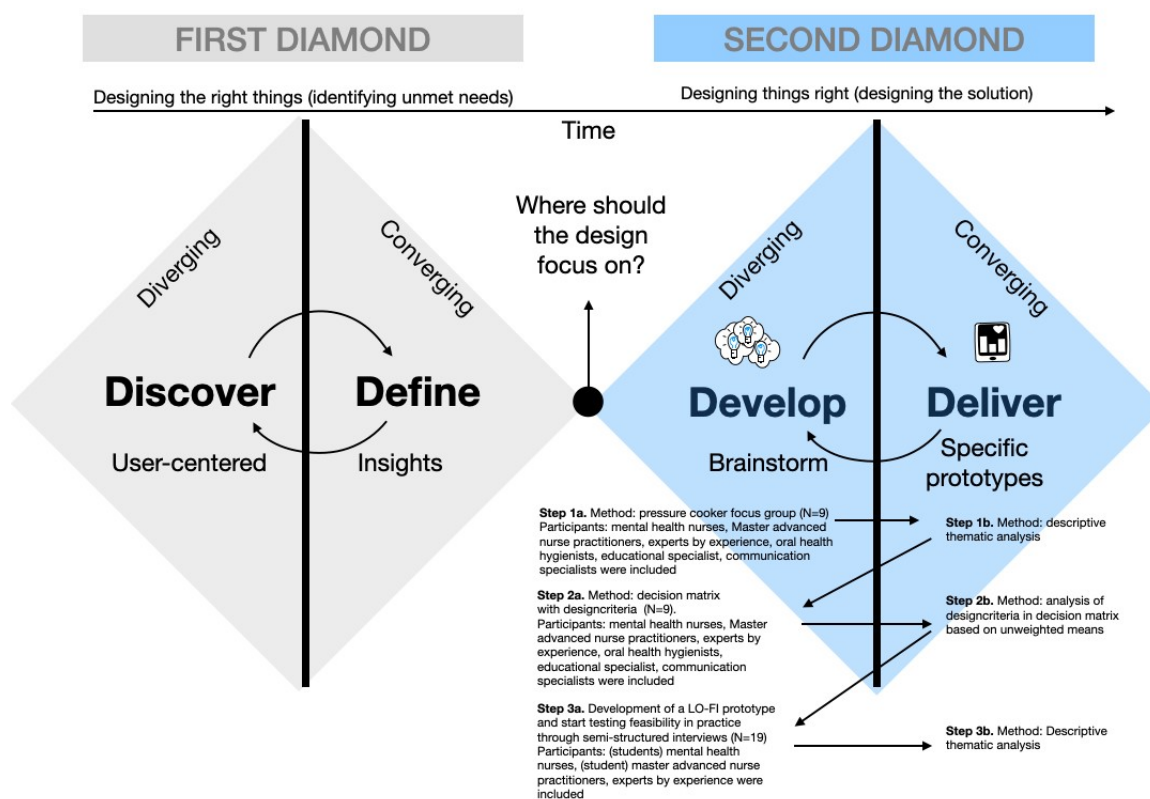 FIRST DIAMOND
SECOND DIAMOND
Designing the right things (identifying unmet needs)
Designing things right (designing the solution)
Time
Where should
the design
focus on?
Diverging
Converging
Diverging
Converging
Discover
Define
Develop
Deliver
User-centered
Insights
Brainstorm
Specific
prototypes
Step 1a. Method: pressure cooker focus group (N=9)
Participants: mental health nurses, Master advanced
nurse practitioners, experts by experience, oral health
hygienists, educational specialist, communication
specialists were included
Step 1b. Method: descriptive
thematic analysis
Step 2a. Method: decision matrix
with designcriteria (N=9).
Participants: mental health nurses, Master
advanced nurse practitioners, experts by
experience, oral health hygienists,
educational specialist, communication
specialists were included
Step 2b. Method: analysis of
designcriteria in decision matrix
based on unweighted means
Step 3a. Development of a LO-FI prototype
and start testing feasibility in practice
through semi-structured interviews (N=19)
Participants: (students) mental health
nurses, (student) master advanced nurse
practitioners, experts by experience were
included
Step 3b. Method: Descriptive
thematic analysis